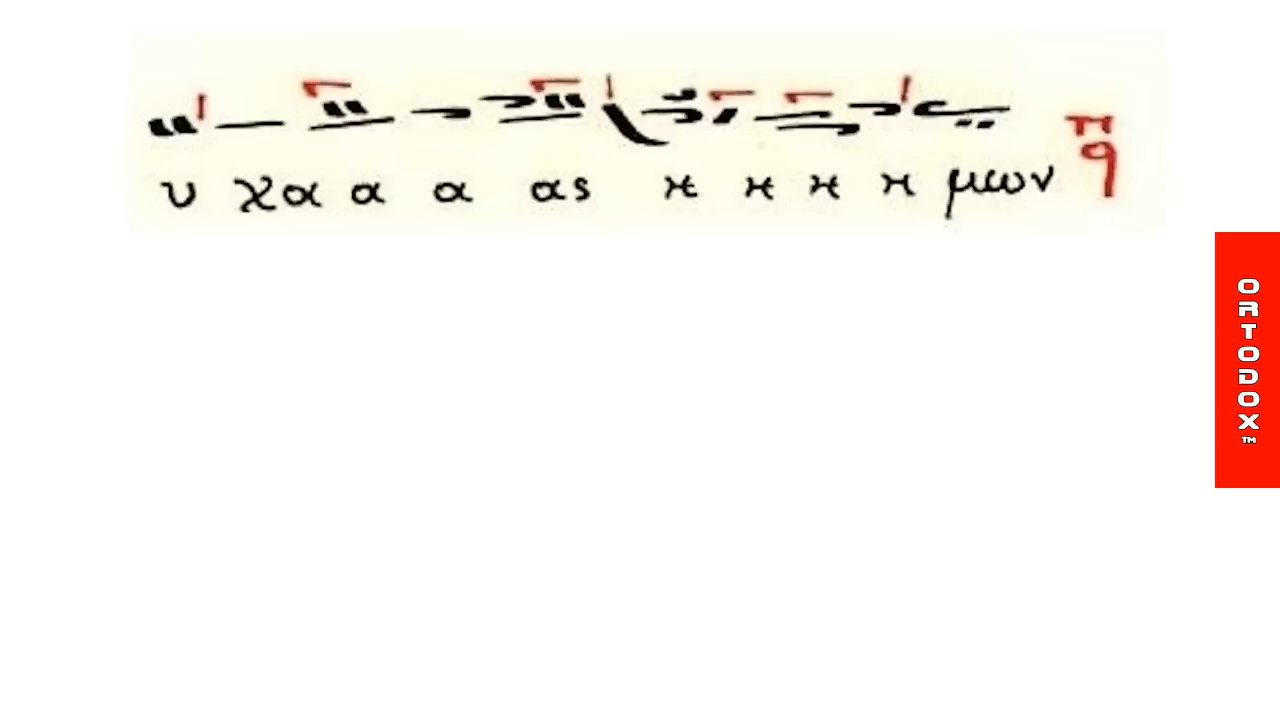 υ χα α α ας η η η η μων π
q
ORTODOX™